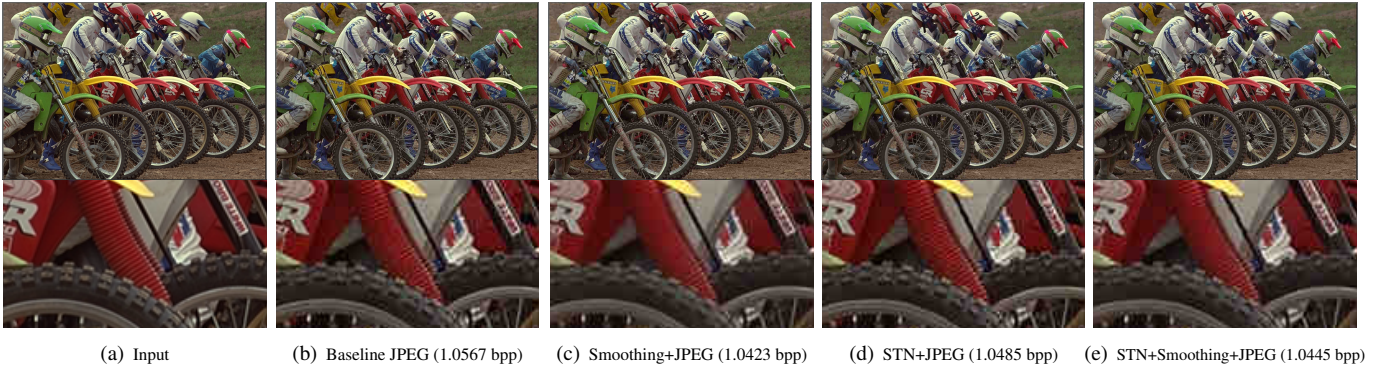 (a) Input
(b) Baseline JPEG (1.0567 bpp)
(c) Smoothing+JPEG (1.0423 bpp)
(d) STN+JPEG (1.0485 bpp)
(e) STN+Smoothing+JPEG (1.0445 bpp)